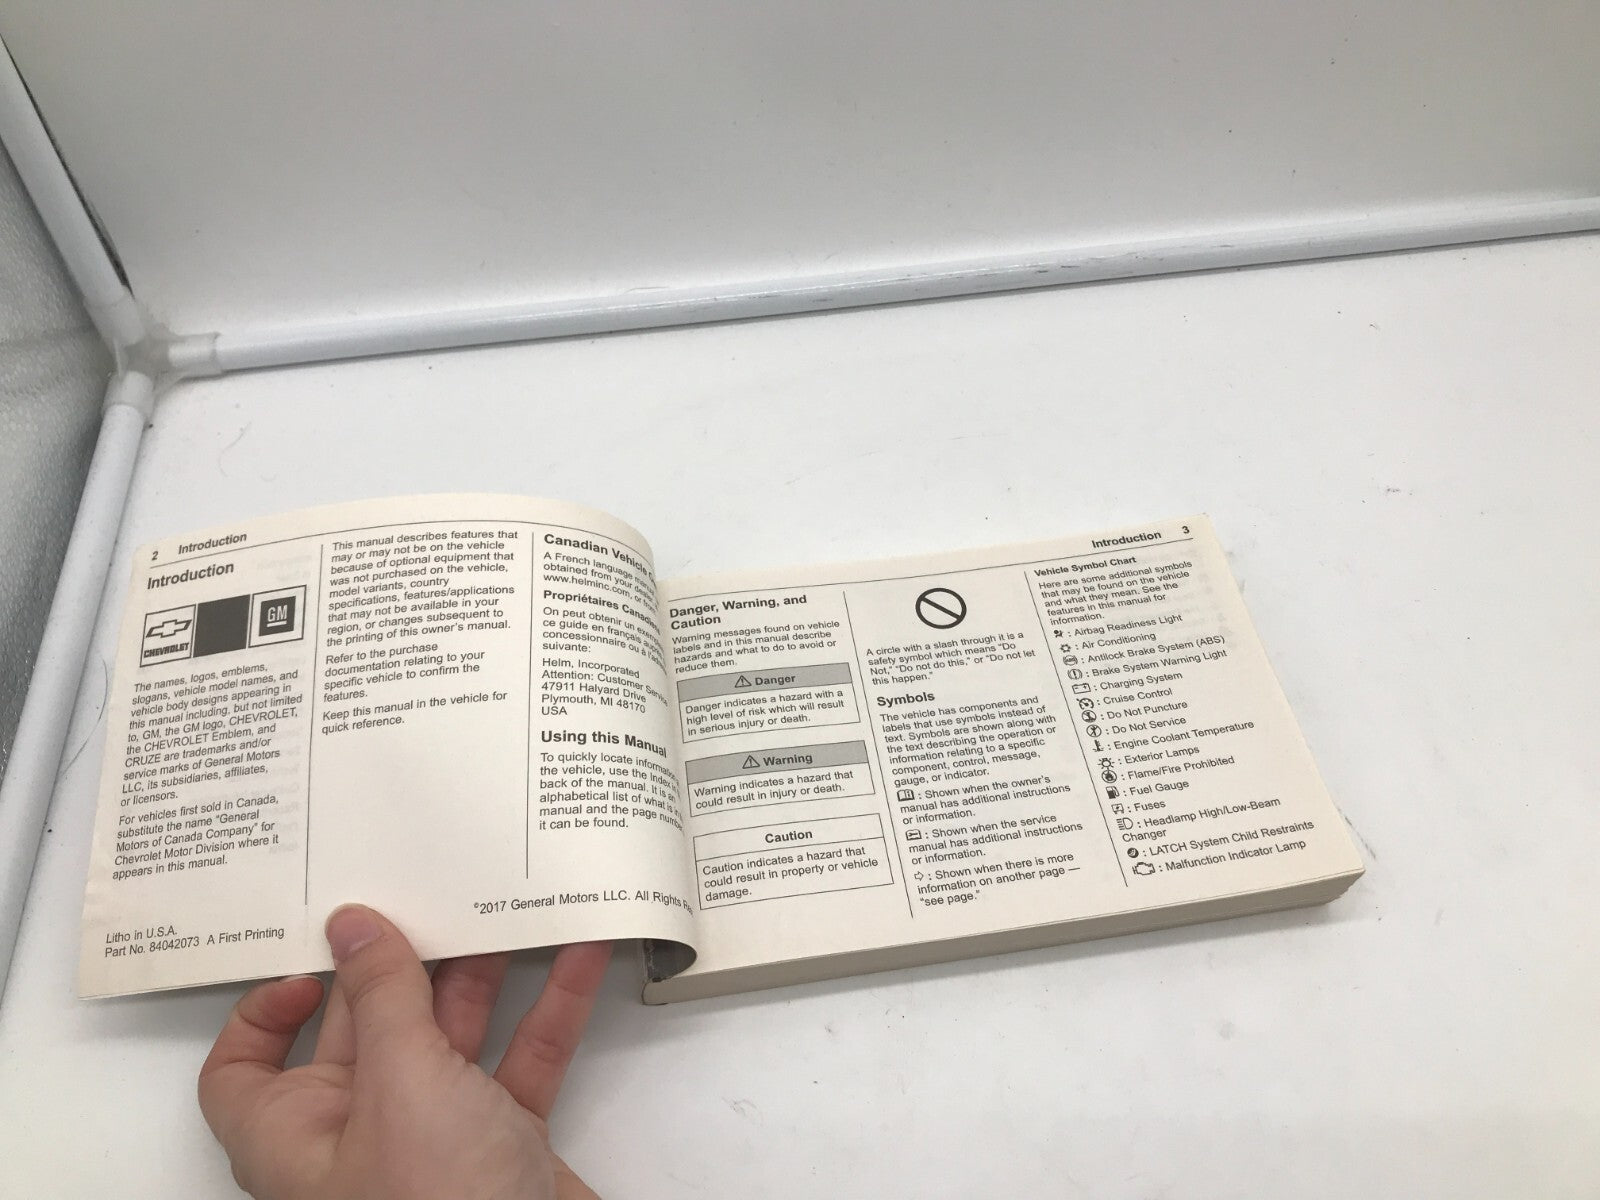 2 Introduction
Introduction
CHEVROLET
GM
The names, logos, emblems,
slogans, vehicle model names, and
vehicle body designs appearing in
this manual including, but not limited
to, GM, the GM logo, CHEVROLET,
the CHEVROLET Emblem, and
CRUZE are trademarks and/or
service marks of General Motors
LLC, its subsidiaries, affiliates,
or licensors.
For vehicles first sold in Canada,
substitute the name "General
Motors of Canada Company" for
Chevrolet Motor Division where it
appears in this manual.
Litho in U.S.A.
Part No. 84042073 A First Printing
This manual describes features that
may or may not be on the vehicle
because of optional equipment that
was not purchased on the vehicle,
model variants, country
specifications, features/applications
that may not be available in your
region, or changes subsequent to
the printing of this owner's manual.
Refer to the purchase
documentation relating to your
specific vehicle to confirm the
features.
Keep this manual in the vehicle for
quick reference.
Canadian Vehicle
A French language
obtained from your
www.helminc.com, or
Propriétaires Canadiens
On peut obtenir un
ce guide en français
concessionnaire ou à
suivante:
Helm, Incorporated
Attention: Customer Service
47911 Halyard Drive
Plymouth, MI 48170
USA
Using this Manual
To quickly locate information
the vehicle, use the Index
back of the manual. It is an
alphabetical list of what is in
manual and the page number
it can be found.
©2017 General Motors LLC. All Rights
Introduction 3
Danger, Warning, and
Caution
Warning messages found on vehicle
labels and in this manual describe
hazards and what to do to avoid or
reduce them.
Danger
Danger indicates a hazard with a
high level of risk which will result
in serious injury or death.
Warning
Warning indicates a hazard that
could result in injury or death.
Caution
Caution indicates a hazard that
could result in property or vehicle
damage.
A circle with a slash through it is a
safety symbol which means "Do
Not," "Do not do this," or "Do not let
this happen."
Symbols
The vehicle has components and
labels that use symbols instead of
text. Symbols are shown along with
the text describing the operation or
information relating to a specific
component, control, message,
gauge, or indicator.
: Shown when the owner's
manual has additional instructions
or information.
: Shown when the service
manual has additional instructions
or information.
: Shown when there is more
information on another page —
"see page."
Vehicle Symbol Chart
Here are some additional symbols
that may be found on the vehicle
and what they mean. See the
features in this manual for
information.
: Airbag Readiness Light
: Air Conditioning
: Antilock Brake System (ABS)
: Brake System Warning Light
: Charging System
: Cruise Control
: Do Not Puncture
: Do Not Service
: Engine Coolant Temperature
: Exterior Lamps
: Flame/Fire Prohibited
: Fuel Gauge
: Fuses
: Headlamp High/Low-Beam
Changer
: LATCH System Child Restraints
: Malfunction Indicator Lamp